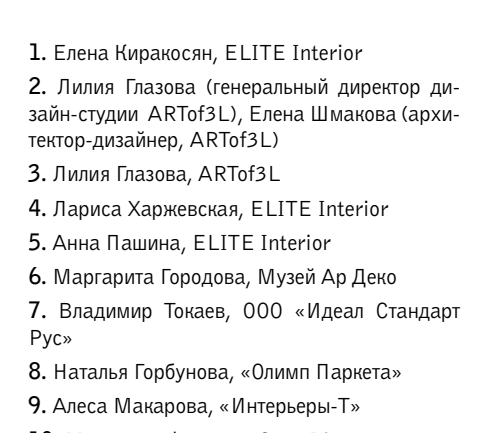 1. Елена Киракосян, ELITE Interior
2. Лилия Глазова (генеральный директор ди-
зайн-студии ARTof3L), Елена Шмакова (архи-
тектор-дизайнер, ARTof3L)
3. Лилия Глазова, ARTof3L
4. Лариса Харжевская, ELITE Interior
5. Анна Пашина, ELITE Interior
6. Маргарита Городова, Музей Ар Деко
7. Владимир Токаев, ООО «Идеал Стандарт
Рус»
8. Наталья Горбунова, «Олимп Паркета»
9. Алеса Макарова, «Интерьеры-Т»